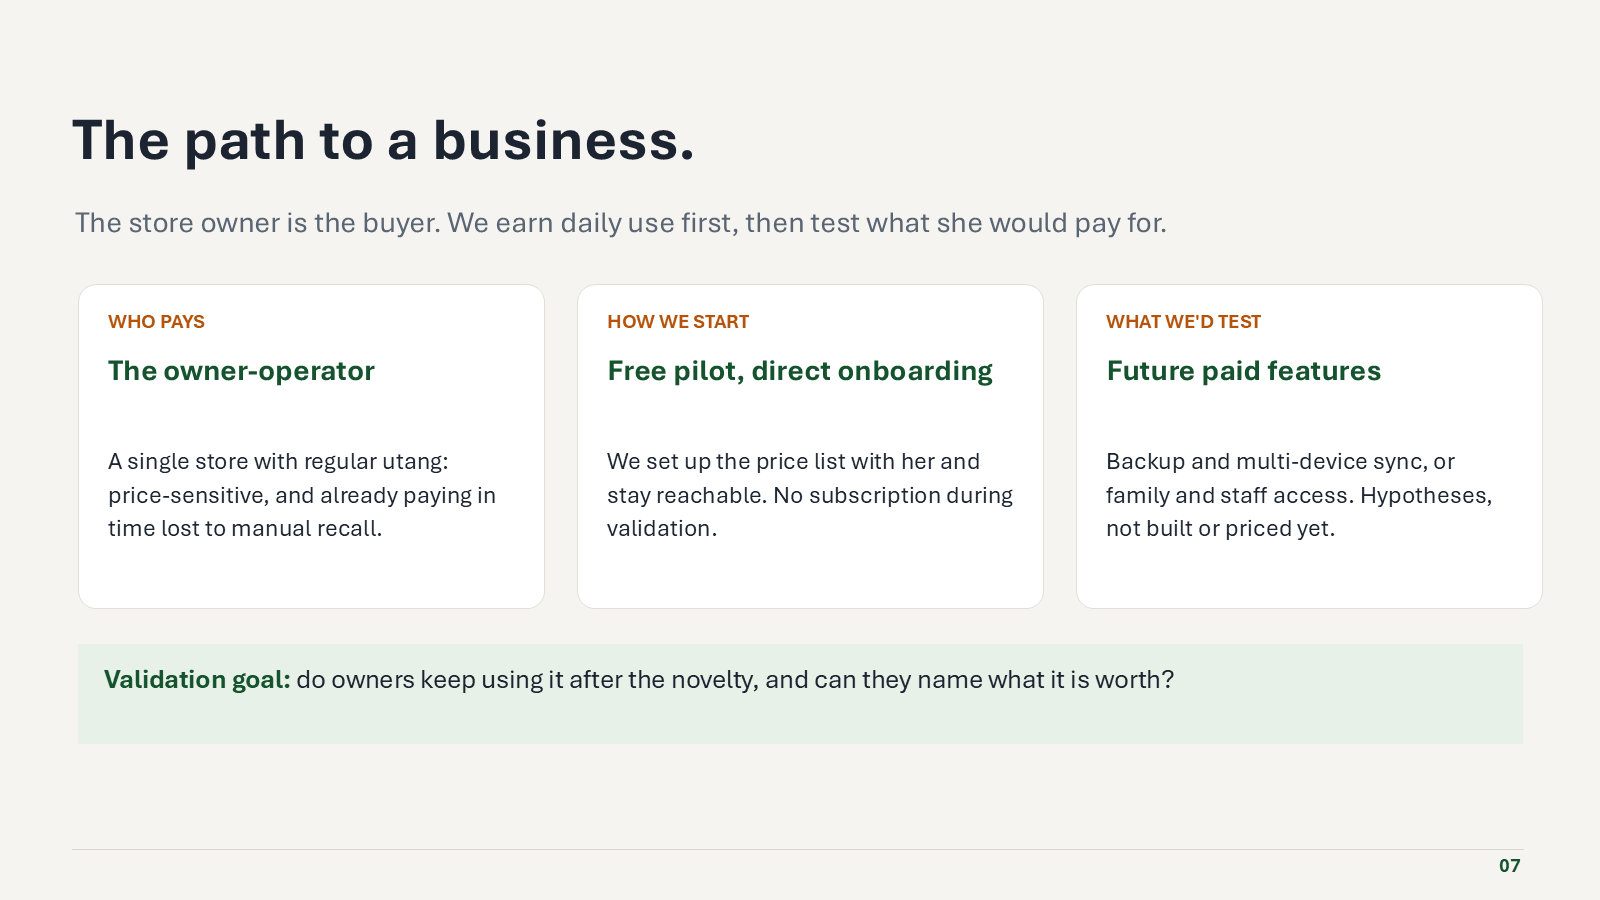 The path to a business.
The store owner is the buyer. We earn daily use first, then test what she would pay for.
WHO PAYS
The owner-operator
A single store with regular utang:
price-sensitive, and already paying in
time lost to manual recall.
HOW WE START
Free pilot, direct onboarding
We set up the price list with her and
stay reachable. No subscription during
validation.
WHAT WE'D TEST
Future paid features
Backup and multi-device sync, or
family and staff access. Hypotheses,
not built or priced yet.
Validation goal: do owners keep using it after the novelty, and can they name what it is worth?
07